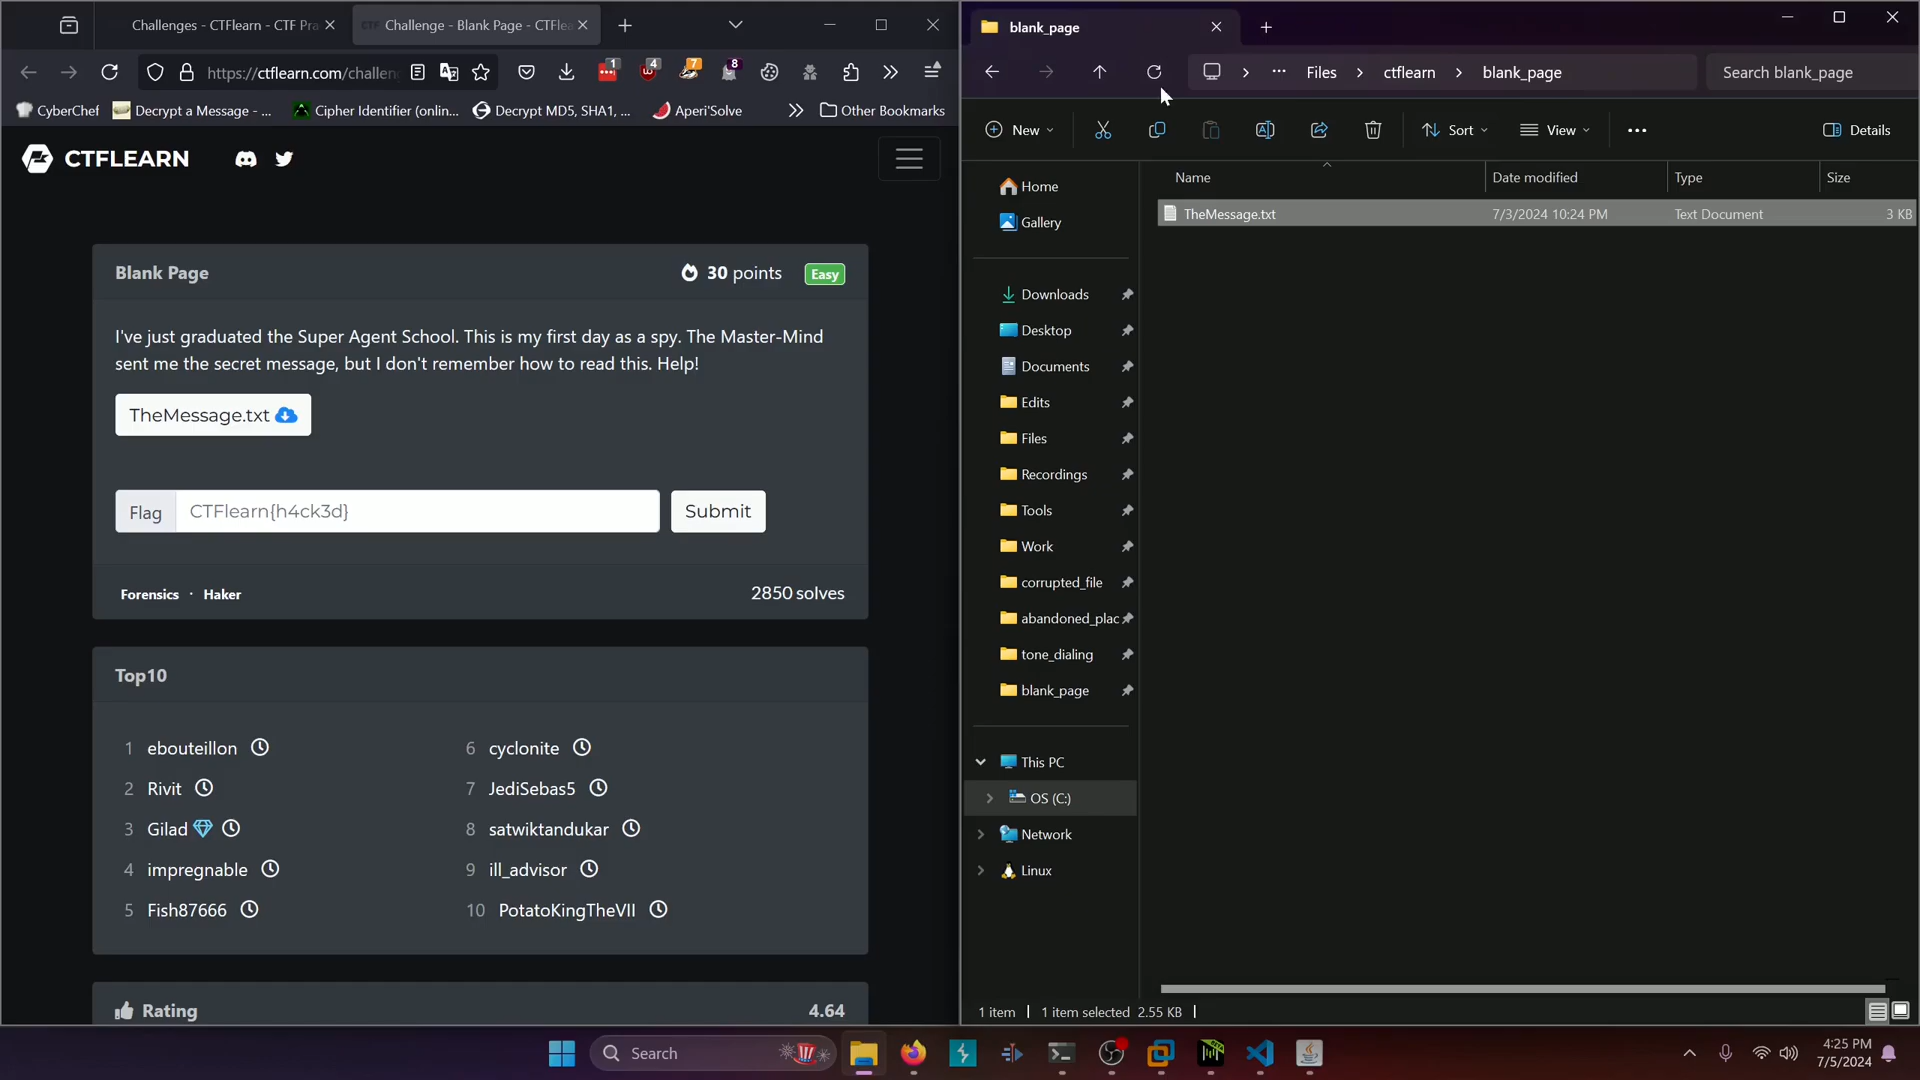 Challenges - CTFlearn - CTF Pra
Challenge - Blank Page - CTFlea
https://ctflearn.com/challen
1
4
7
8
CyberChef
Decrypt a Message - ...
Cipher Identifier (onlin...
Decrypt MD5, SHA1, ...
Aperi'Solve
Other Bookmarks
CTFLEARN
Blank Page
30 points
Easy
I've just graduated the Super Agent School. This is my first day as a spy. The Master-Mind
sent me the secret message, but I don't remember how to read this. Help!
TheMessage.txt
Flag
CTFlearn{h4ck3d}
Submit
Forensics · Haker
2850 solves
Top10
1 ebouteillon
2 Rivit
3 Gilad
4 impregnable
5 Fish87666
6 cyclonite
7 JediSebas5
8 satwiktandukar
9 ill_advisor
10 PotatoKingTheVII
Rating
4.64
blank_page
Files > ctflearn > blank_page
Search blank_page
New
Sort
View
Details
Name
Date modified
Type
Size
TheMessage.txt
7/3/2024 10:24 PM
Text Document
3 KB
Home
Gallery
Downloads
Desktop
Documents
Edits
Files
Recordings
Tools
Work
corrupted_file
abandoned_plac
tone_dialing
blank_page
This PC
OS (C:)
Network
Linux
1 item
1 item selected 2.55 KB
Search
4:25 PM
7/5/2024